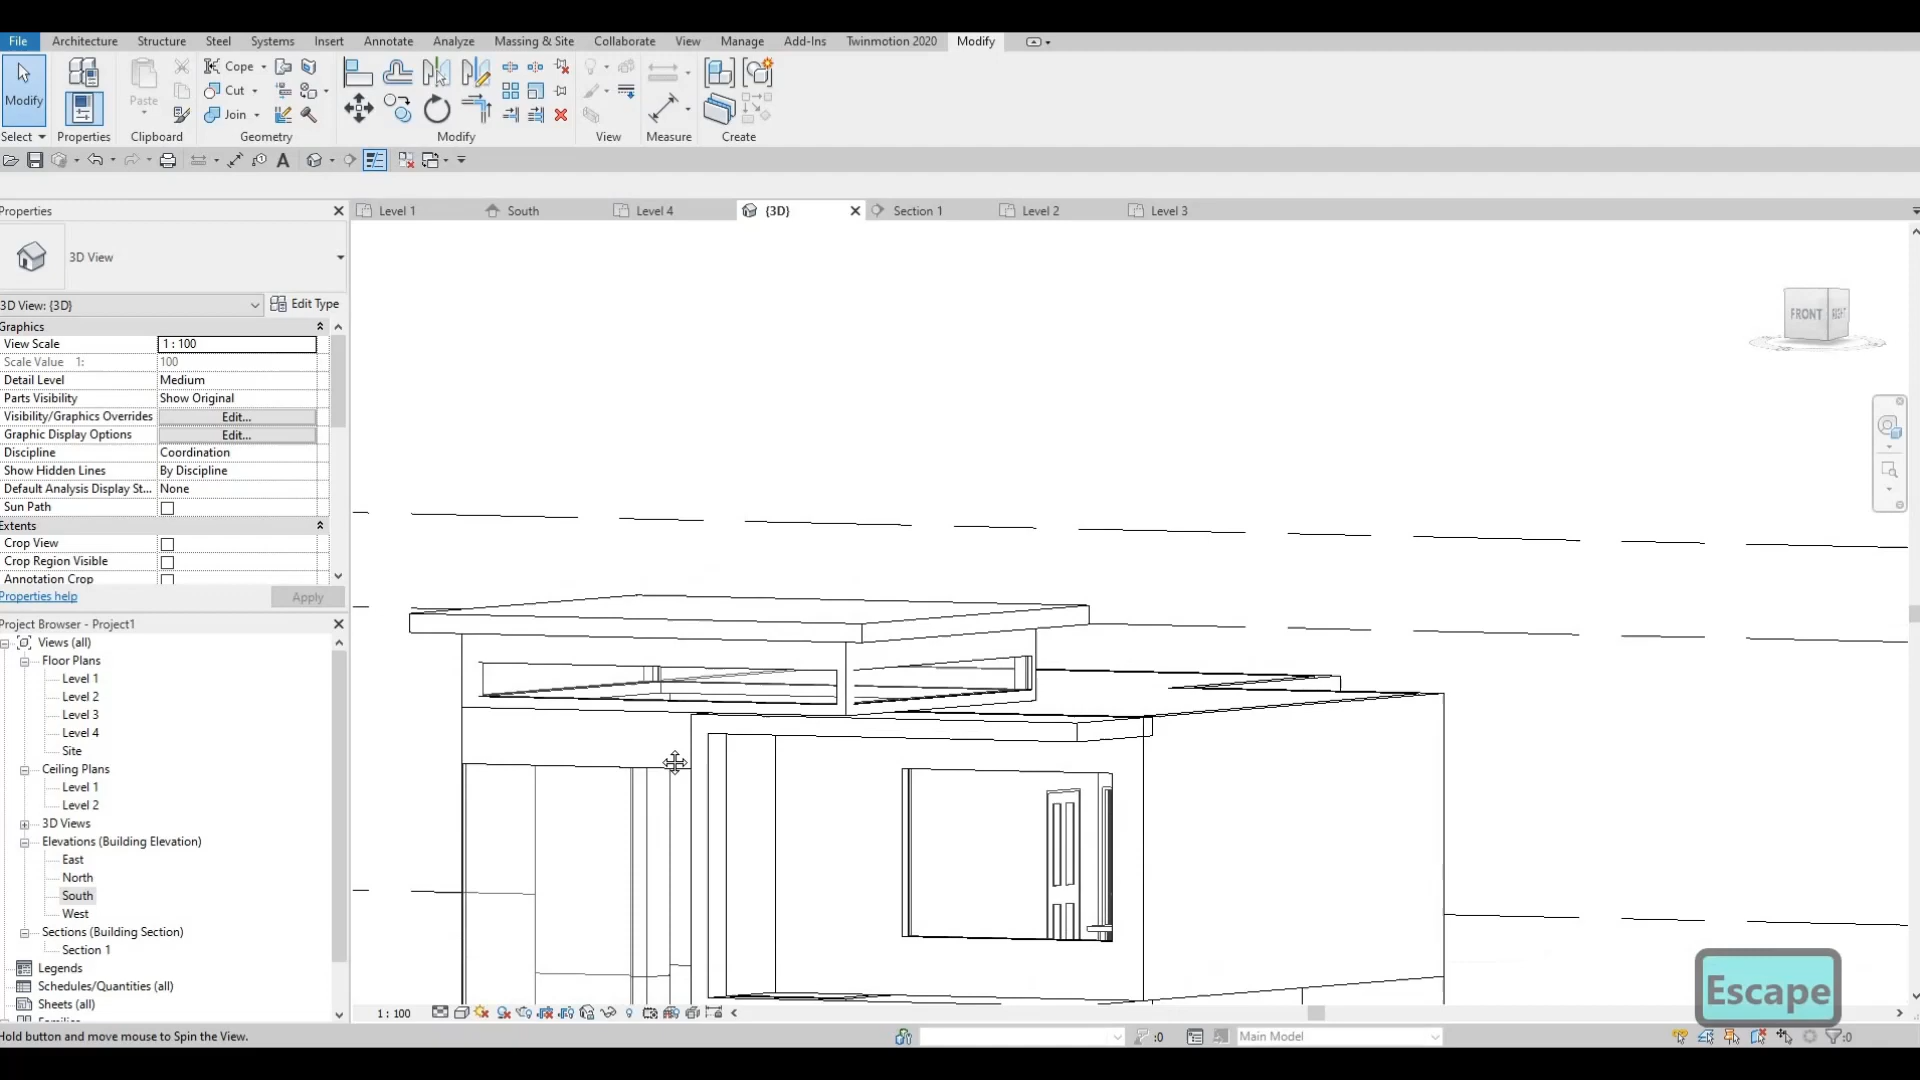 File Architecture Structure Steel Systems Insert Annotate Analyze Massing & Site Collaborate View Manage Add-Ins Twinmotion 2020 Modify
Modify
Select
Properties
Paste
Clipboard
Cope
Cut
Join
Geometry
Modify
View
Measure
Create
A
Properties
Level 1 South Level 4 {3D} Section 1 Level 2 Level 3
3D View
3D View: {3D} Edit Type
Graphics
View Scale 1 : 100
Scale Value 1: 100
Detail Level Medium
Parts Visibility Show Original
Visibility/Graphics Overrides Edit...
Graphic Display Options Edit...
Discipline Coordination
Show Hidden Lines By Discipline
Default Analysis Display St... None
Sun Path
Extents
Crop View
Crop Region Visible
Annotation Crop
Properties help Apply
Project Browser - Project1
Views (all)
Floor Plans
Level 1
Level 2
Level 3
Level 4
Site
Ceiling Plans
Level 1
Level 2
3D Views
Elevations (Building Elevation)
East
North
South
West
Sections (Building Section)
Section 1
Legends
Schedules/Quantities (all)
Sheets (all)
FRONT RIGHT
Escape
1 : 100
Hold button and move mouse to Spin the View.
:0 Main Model :0